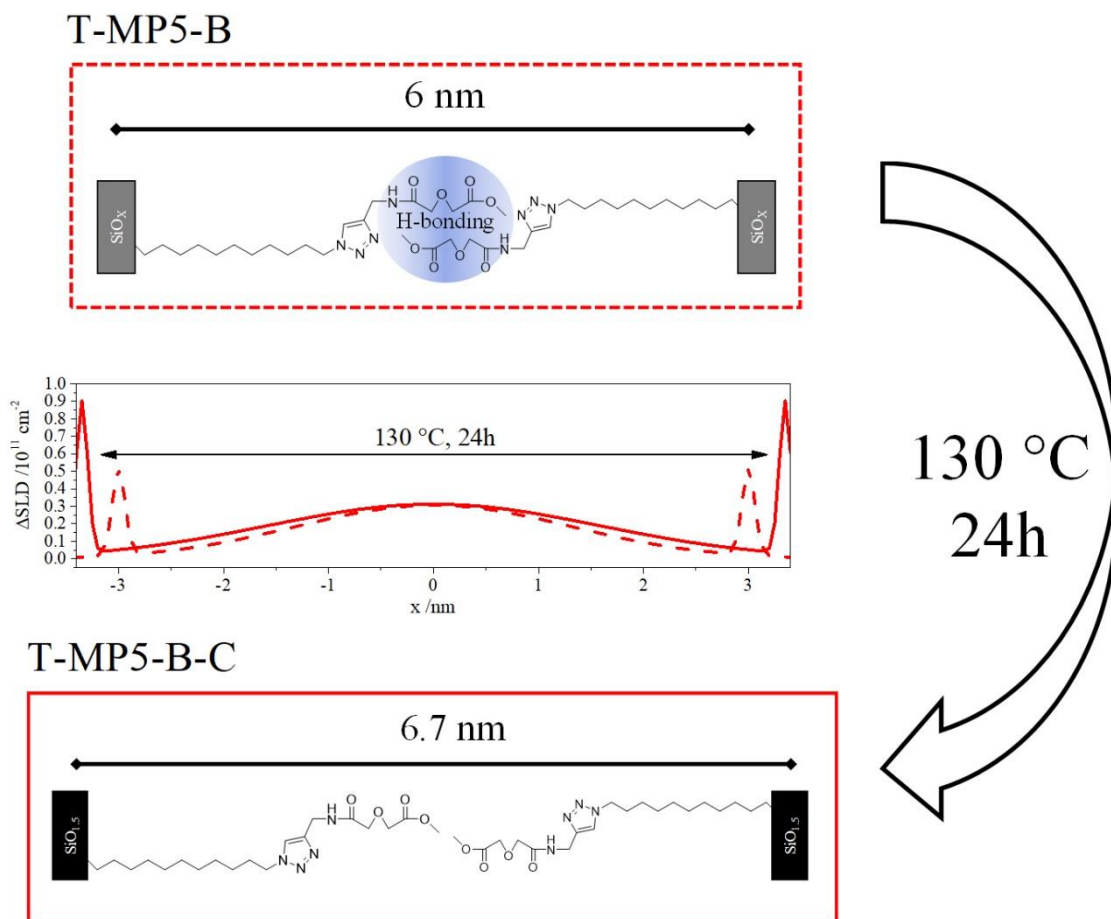 T-MP5-B
6 nm
SiOX
SiOX
H-bonding
O
O
O
O
HN
N
N
N
N
N
N
O
O
O
O
NH
1.0
0.9
0.8
0.7
0.6
0.5
0.4
0.3
0.2
0.1
0.0
ΔSLD /10¹¹ cm⁻²
130 °C, 24h
-3
-2
-1
0
1
2
3
x /nm
130 °C
24h
T-MP5-B-C
6.7 nm
SiO1.5
SiO1.5
O
O
O
O
N
H
N
N
N
N
N
N
O
O
O
O
N
H